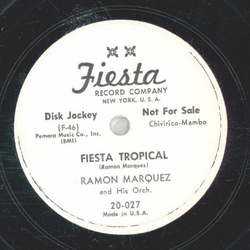 Fiesta
RECORD COMPANY
NEW YORK, U. S. A.
Disk Jockey
Not For Sale
(F-46)
Pemora Music Co., Inc.
(BMI)
Chivirico-Mambo
FIESTA TROPICAL
(Ramon Marquez)
RAMON MARQUEZ
and His Orch.
20-027
Made in U.S.A.